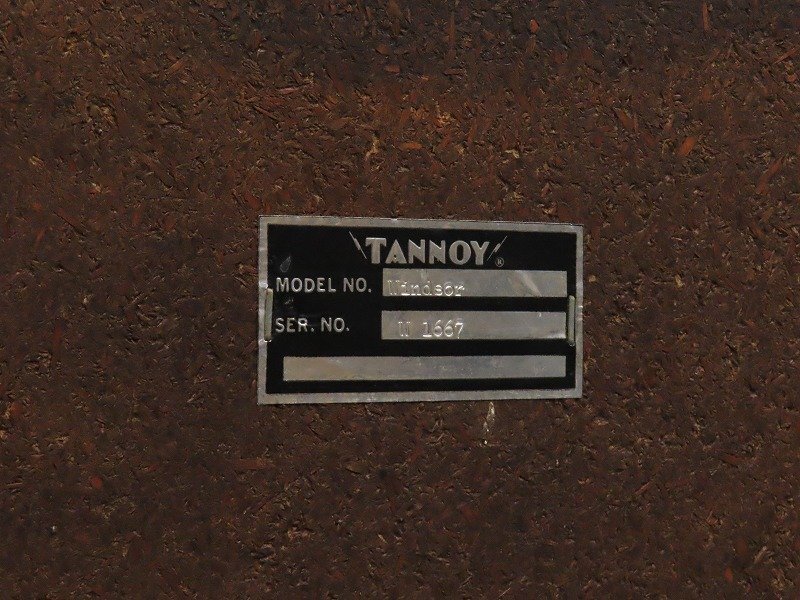 TANNOY®
MODEL NO. Windsor
SER. NO. W 1667